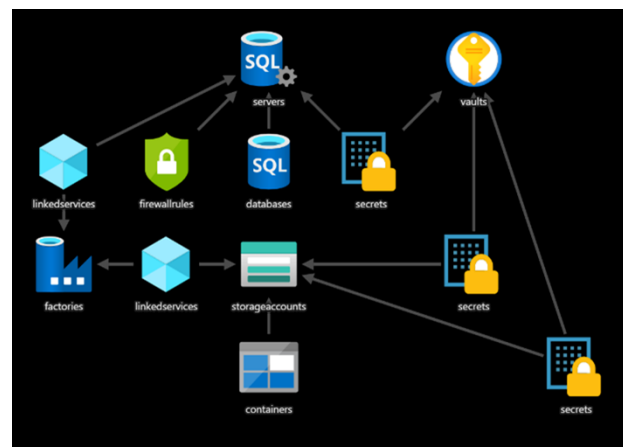 SQL
servers
vaults
linkedservices
firewallrules
SQL
databases
secrets
factories
linkedservices
storageaccounts
secrets
containers
secrets